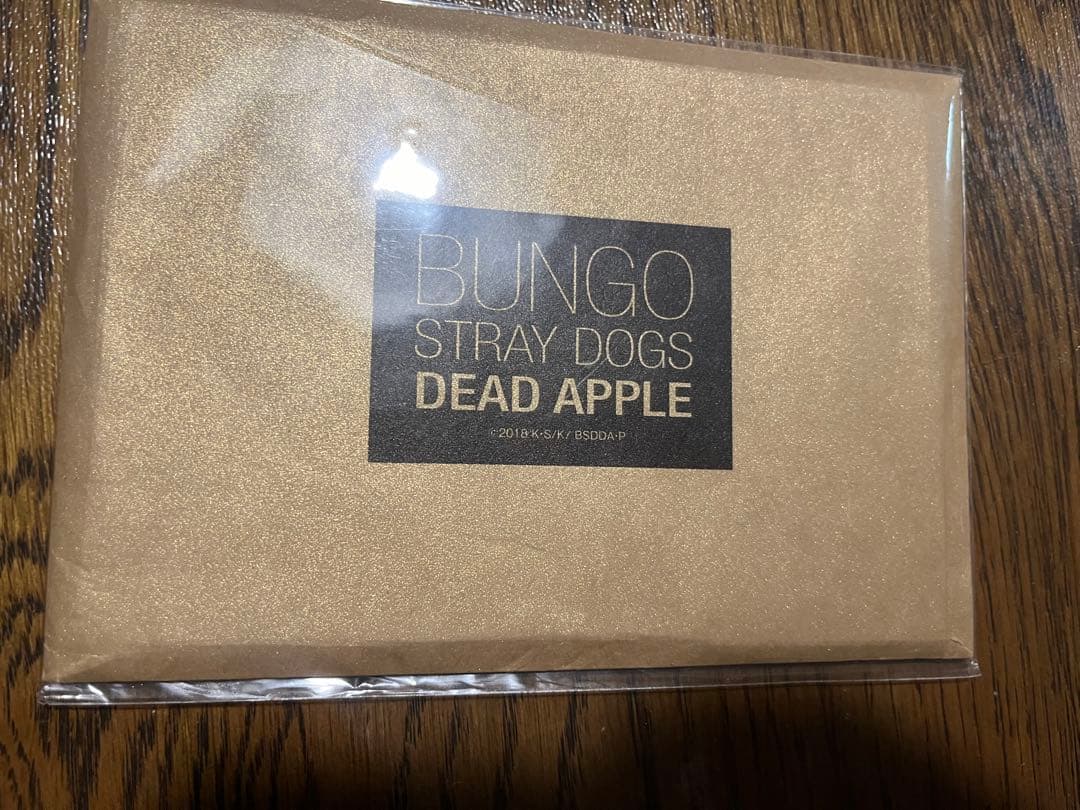 BUNGO
STRAY DOGS
DEAD APPLE
©2018 K・S/K/ BSDDA・P